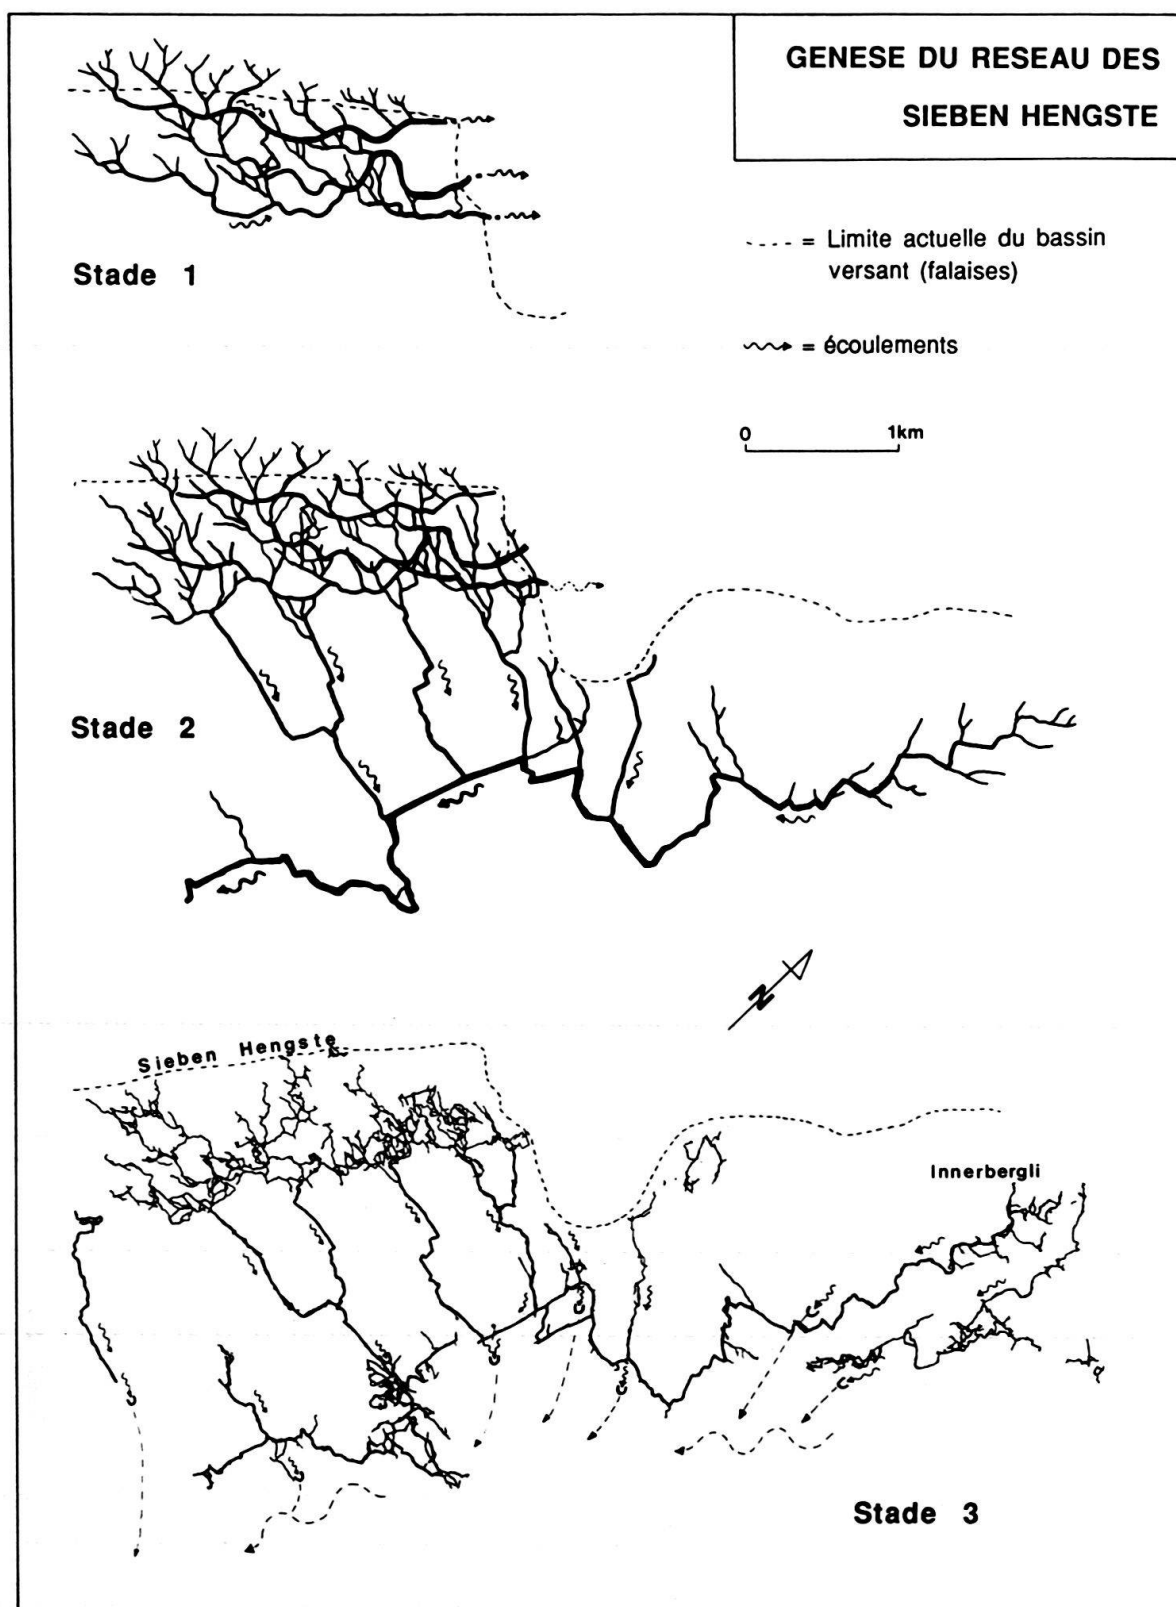 GENESE DU RESEAU DES
SIEBEN HENGSTE
Stade 1
---- = Limite actuelle du bassin
versant (falaises)
= écoulements
0 1km
Stade 2
N
Sieben Hengste
Innerbergli
Stade 3